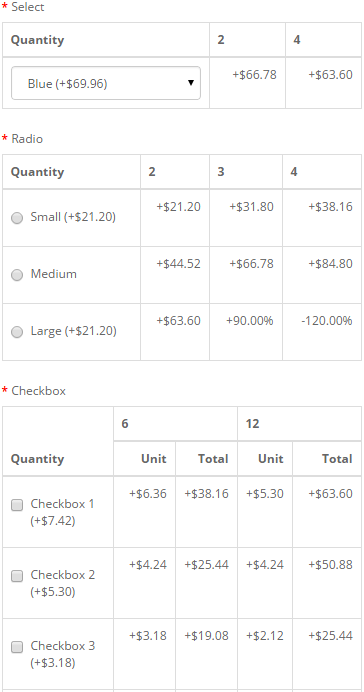 * Select
Quantity 2 4
Blue (+$69.96) +$66.78 +$63.60
* Radio
Quantity 2 3 4
Small (+$21.20) +$21.20 +$31.80 +$38.16
Medium +$44.52 +$66.78 +$84.80
Large (+$21.20) +$63.60 +90.00% -120.00%
* Checkbox
6 12
Quantity Unit Total Unit Total
Checkbox 1 +$6.36 +$38.16 +$5.30 +$63.60
(+$7.42)
Checkbox 2 +$4.24 +$25.44 +$4.24 +$50.88
(+$5.30)
Checkbox 3 +$3.18 +$19.08 +$2.12 +$25.44
(+$3.18)